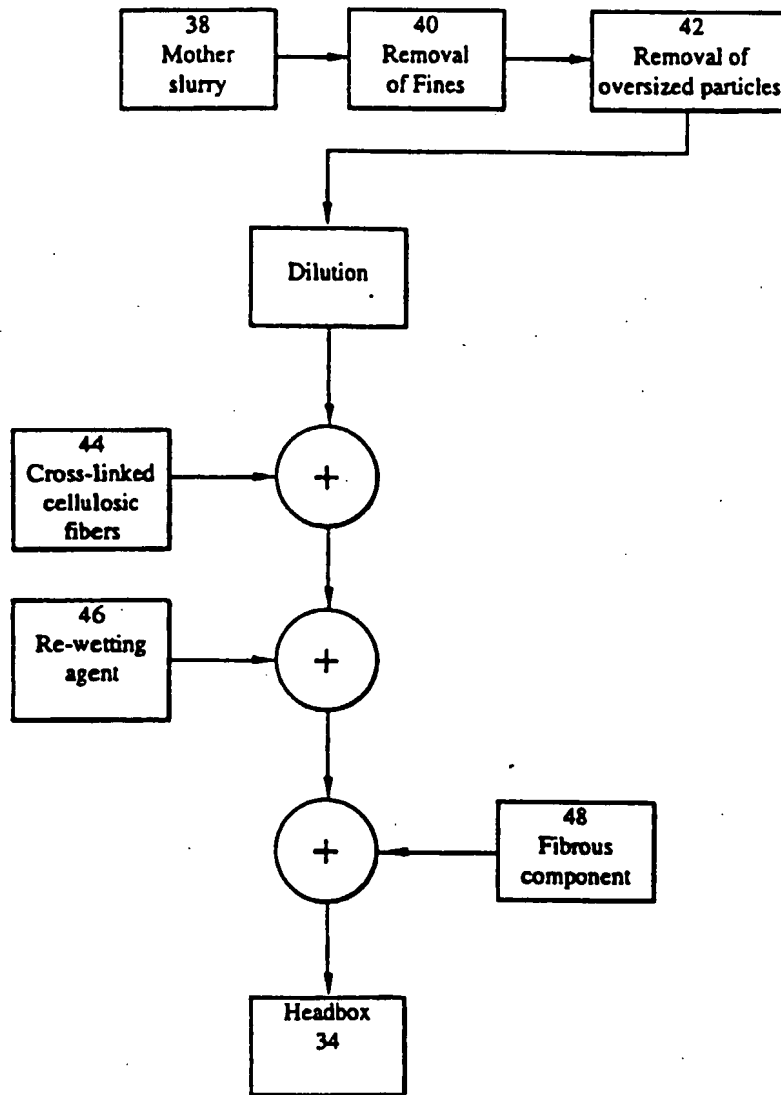 38
Mother
slurry
40
Removal
of Fines
42
Removal of
oversized particles
Dilution
44
Cross-linked
cellulosic
fibers
+
46
Re-wetting
agent
+
+
48
Fibrous
component
Headbox
34